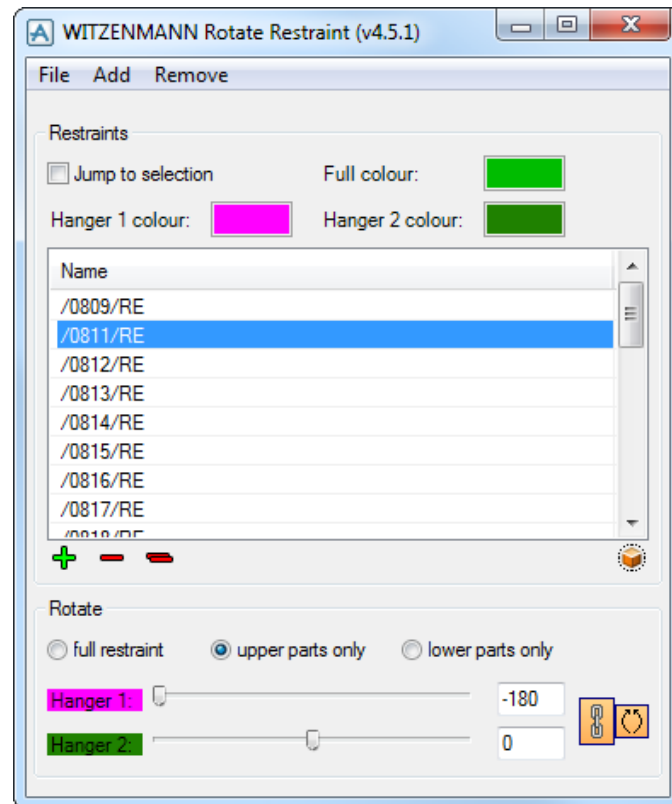 WITZENMANN Rotate Restraint (v4.5.1)
File Add Remove
Restraints
Jump to selection Full colour:
Hanger 1 colour: Hanger 2 colour:
Name
/0809/RE
/0811/RE
/0812/RE
/0813/RE
/0814/RE
/0815/RE
/0816/RE
/0817/RE
/0818/RE
Rotate
full restraint upper parts only lower parts only
Hanger 1: -180
Hanger 2: 0